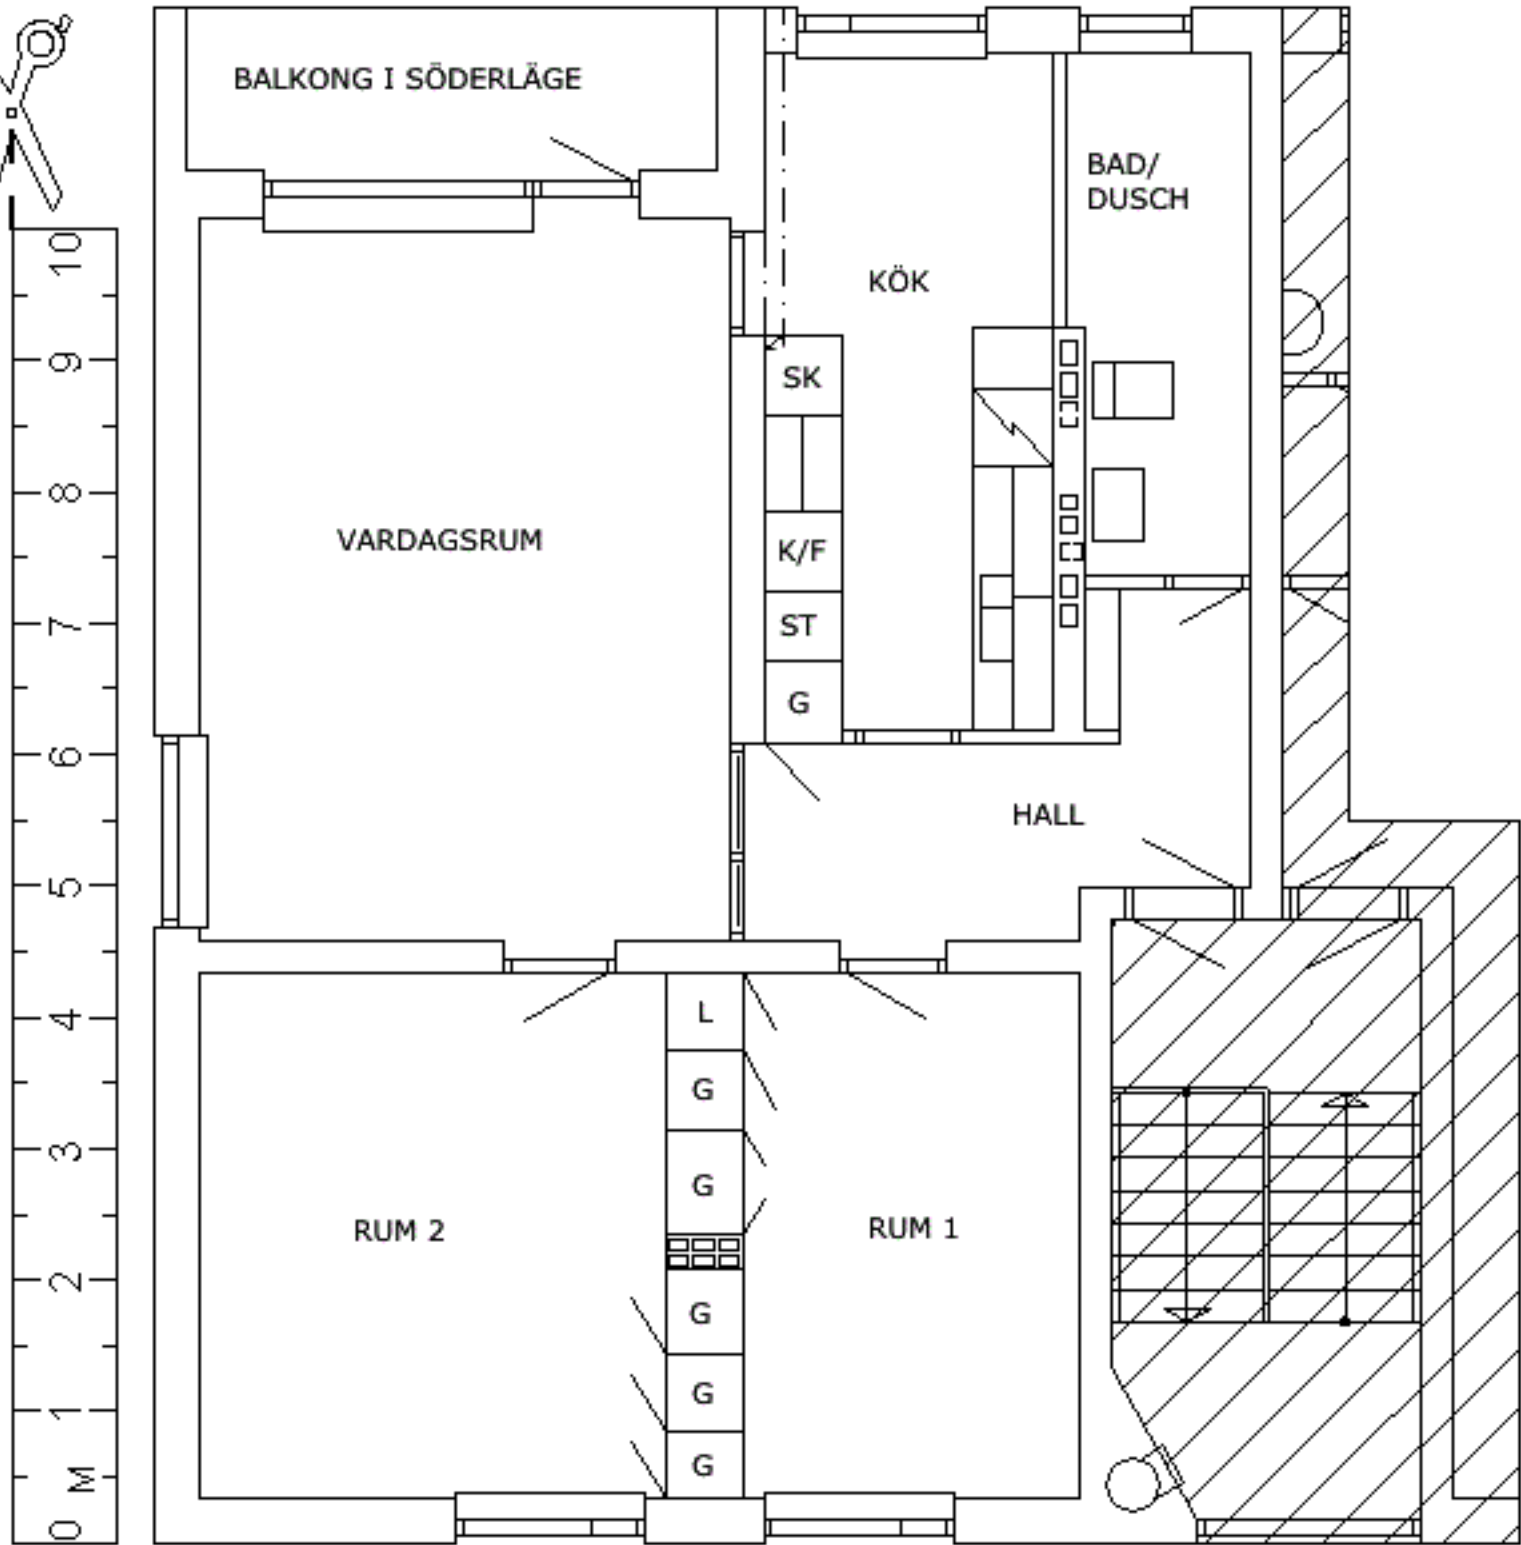 BALKONG I SÖDERLÄGE
BAD/
DUSCH
KÖK
SK
VARDAGSRUM
K/F
ST
G
HALL
L
G
G
RUM 2
RUM 1
G
G
G
10
9
8
7
6
5
4
3
2
1
M
0